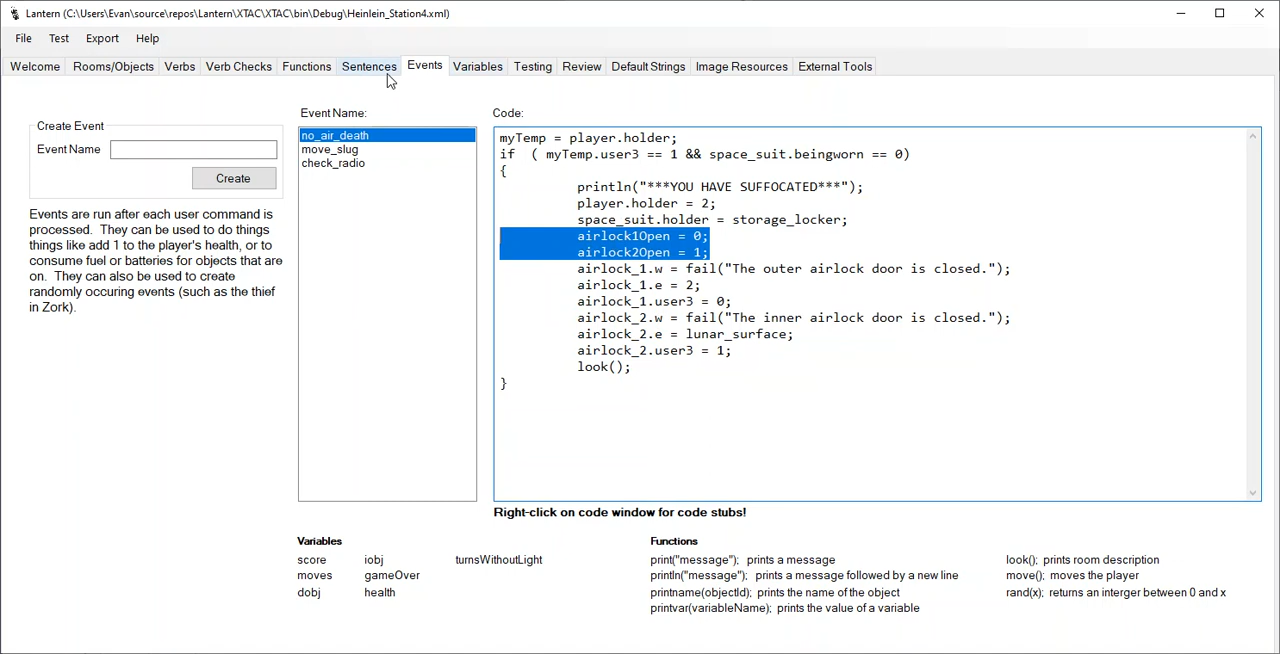 Lantern (C:\Users\Evan\source\repos\Lantern\XTAC\XTAC\bin\Debug\Heinlein_Station4.xml)
File Test Export Help
Welcome Rooms/Objects Verbs Verb Checks Functions Sentences Events Variables Testing Review Default Strings Image Resources External Tools
Create Event
Event Name
Create
Events are run after each user command is
processed. They can be used to do things
things like add 1 to the player's health, or to
consume fuel or batteries for objects that are
on. They can also be used to create
randomly occuring events (such as the thief
in Zork).
Event Name:
no_air_death
move_slug
check_radio
Code:
myTemp = player.holder;
if ( myTemp.user3 == 1 && space_suit.beingworn == 0)
{
println("***YOU HAVE SUFFOCATED***");
player.holder = 2;
space_suit.holder = storage_locker;
airlock1Open = 0;
airlock2Open = 1;
airlock_1.w = fail("The outer airlock door is closed.");
airlock_1.e = 2;
airlock_1.user3 = 0;
airlock_2.w = fail("The inner airlock door is closed.");
airlock_2.e = lunar_surface;
airlock_2.user3 = 1;
look();
}
Right-click on code window for code stubs!
Variables
score iobj turnsWithoutLight
moves gameOver
dobj health
Functions
print("message"); prints a message look(); prints room description
println("message"); prints a message followed by a new line move(); moves the player
printname(objectId); prints the name of the object rand(x); returns an interger between 0 and x
printvar(variableName); prints the value of a variable